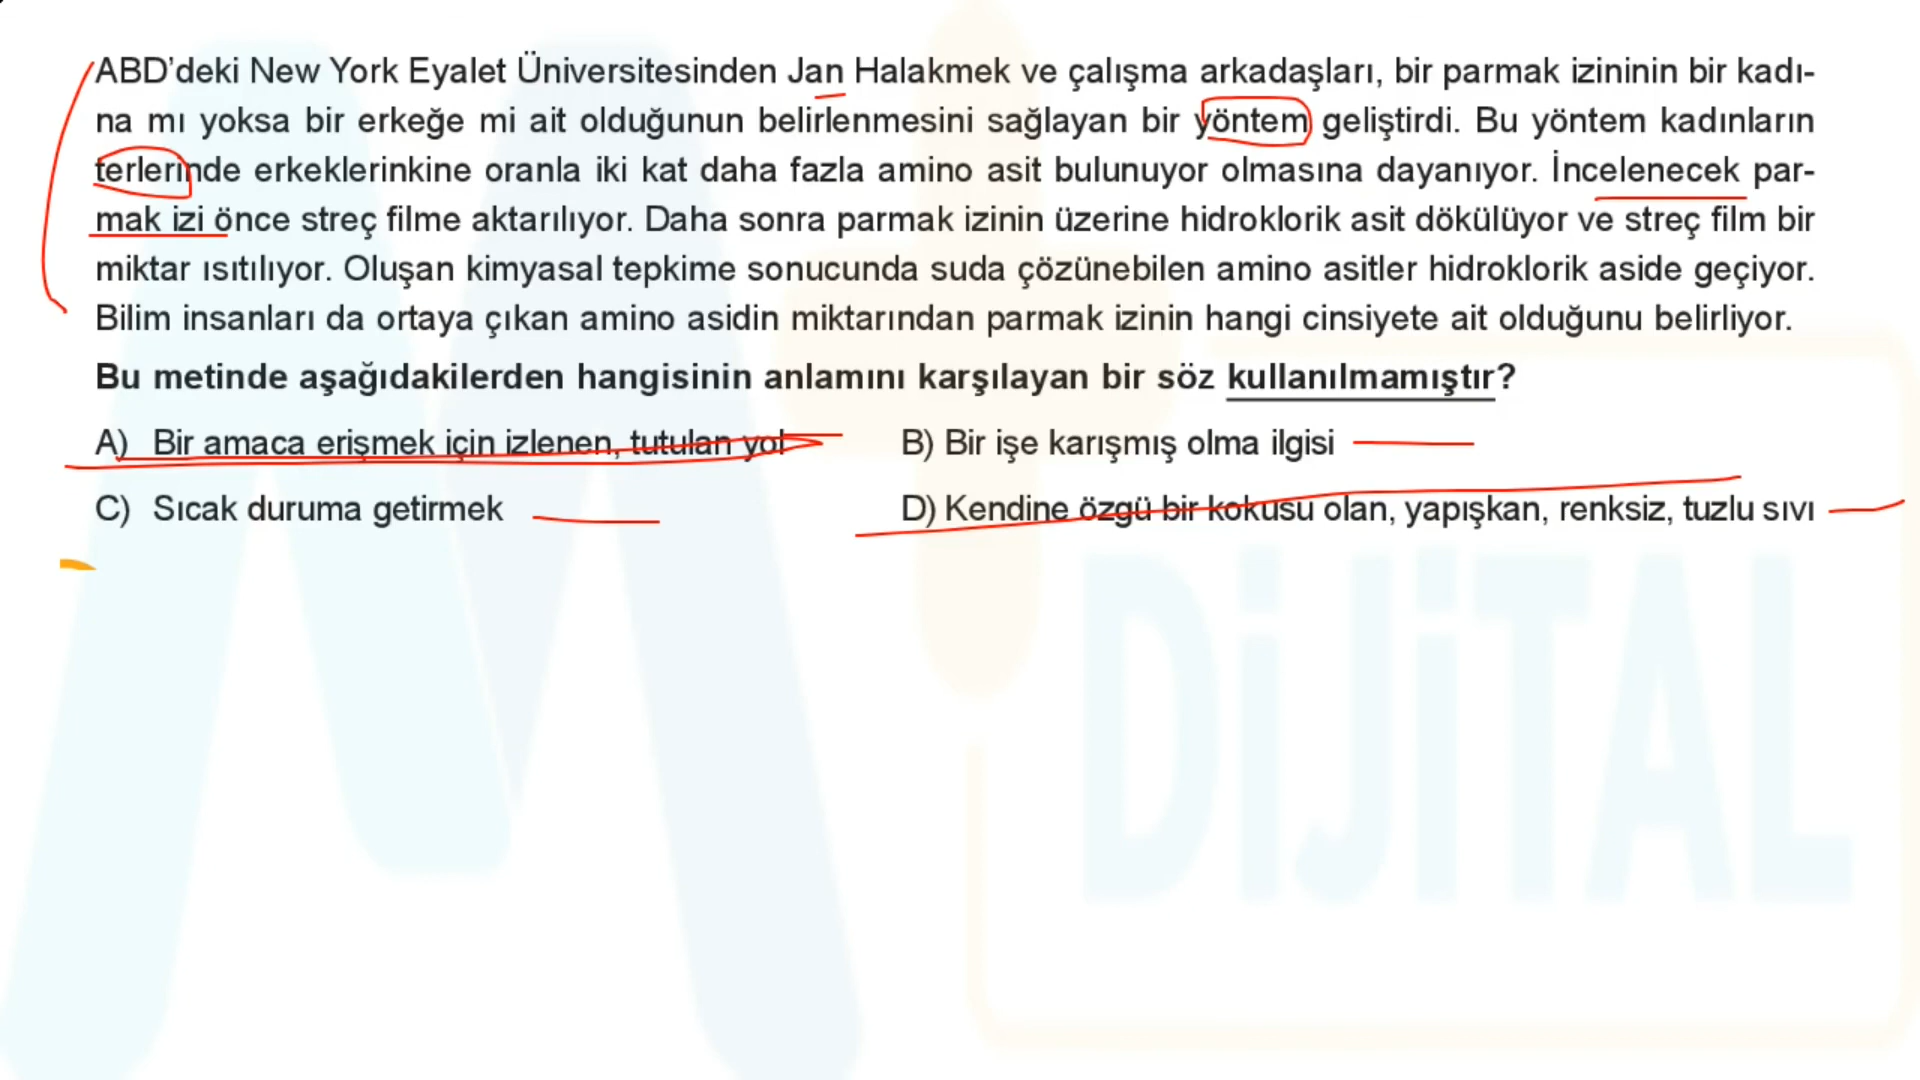 ABD’deki New York Eyalet Üniversitesinden Jan Halakmek ve çalışma arkadaşları, bir parmak izininin bir kadı-
na mı yoksa bir erkeğe mi ait olduğunun belirlenmesini sağlayan bir yöntem geliştirdi. Bu yöntem kadınların
terlerinde erkeklerinkine oranla iki kat daha fazla amino asit bulunuyor olmasına dayanıyor. İncelenecek par-
mak izi önce streç filme aktarılıyor. Daha sonra parmak izinin üzerine hidroklorik asit dökülüyor ve streç film bir
miktar ısıtılıyor. Oluşan kimyasal tepkime sonucunda suda çözünebilen amino asitler hidroklorik aside geçiyor.
Bilim insanları da ortaya çıkan amino asidin miktarından parmak izinin hangi cinsiyete ait olduğunu belirliyor.
Bu metinde aşağıdakilerden hangisinin anlamını karşılayan bir söz kullanılmamıştır?
A) Bir amaca erişmek için izlenen, tutulan yol B) Bir işe karışmış olma ilgisi
C) Sıcak duruma getirmek D) Kendine özgü bir kokusu olan, yapışkan, renksiz, tuzlu sıvı
DİJİTAL